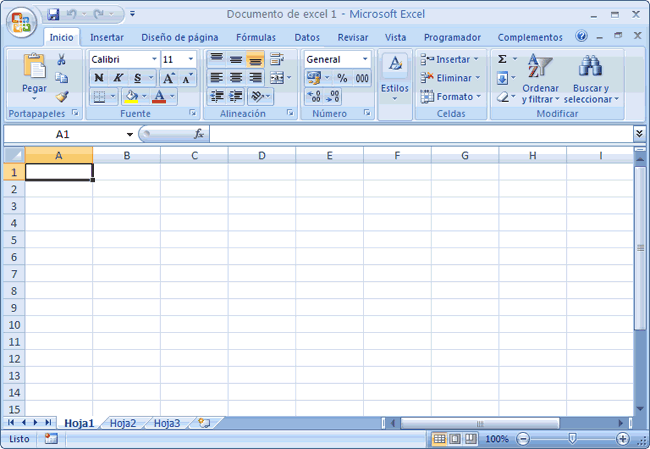 Documento de excel 1 - Microsoft Excel
Inicio Insertar Diseño de página Fórmulas Datos Revisar Vista Programador Complementos
Calibri 11 General Insertar Σ
Pegar N K S A A % 000 Estilos Eliminar Ordenar y filtrar Buscar y seleccionar
A Formato
Portapapeles Fuente Alineación Número Celdas Modificar
A1 fx
A B C D E F G H I
1
2
3
4
5
6
7
8
9
10
11
12
13
14
15
Hoja1 Hoja2 Hoja3
Listo 100%